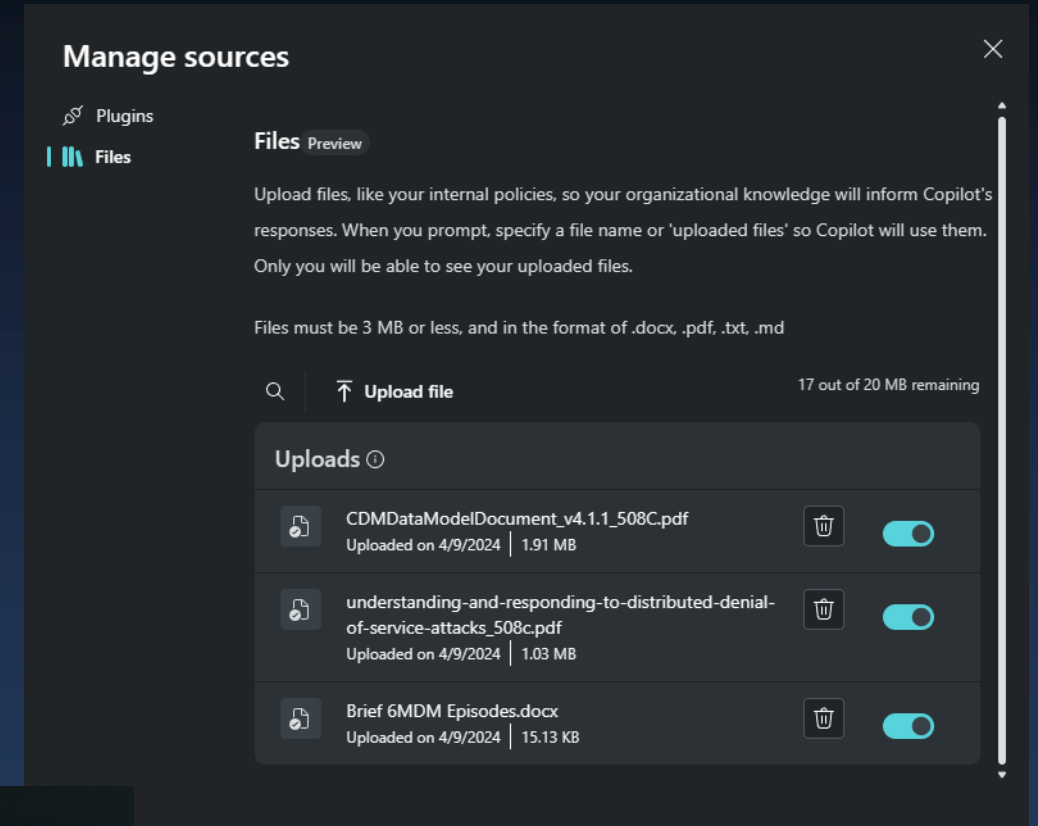 Manage sources
Plugins
Files
Files Preview
Upload files, like your internal policies, so your organizational knowledge will inform Copilot's
responses. When you prompt, specify a file name or 'uploaded files' so Copilot will use them.
Only you will be able to see your uploaded files.
Files must be 3 MB or less, and in the format of .docx, .pdf, .txt, .md
Upload file
17 out of 20 MB remaining
Uploads
CDMDataModelDocument_v4.1.1_508C.pdf
Uploaded on 4/9/2024 | 1.91 MB
understanding-and-responding-to-distributed-denial-
of-service-attacks_508c.pdf
Uploaded on 4/9/2024 | 1.03 MB
Brief 6MDM Episodes.docx
Uploaded on 4/9/2024 | 15.13 KB